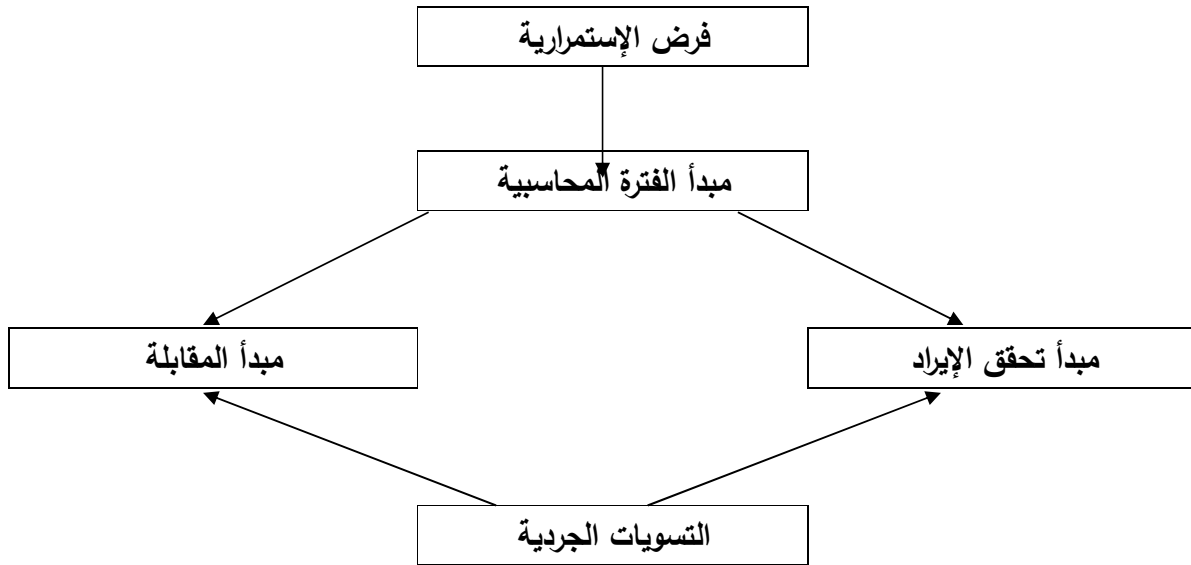 فرض الإستمرارية
مبدأ الفترة المحاسبية
مبدأ تحقق الإيراد
مبدأ المقابلة
التسويات الجردية